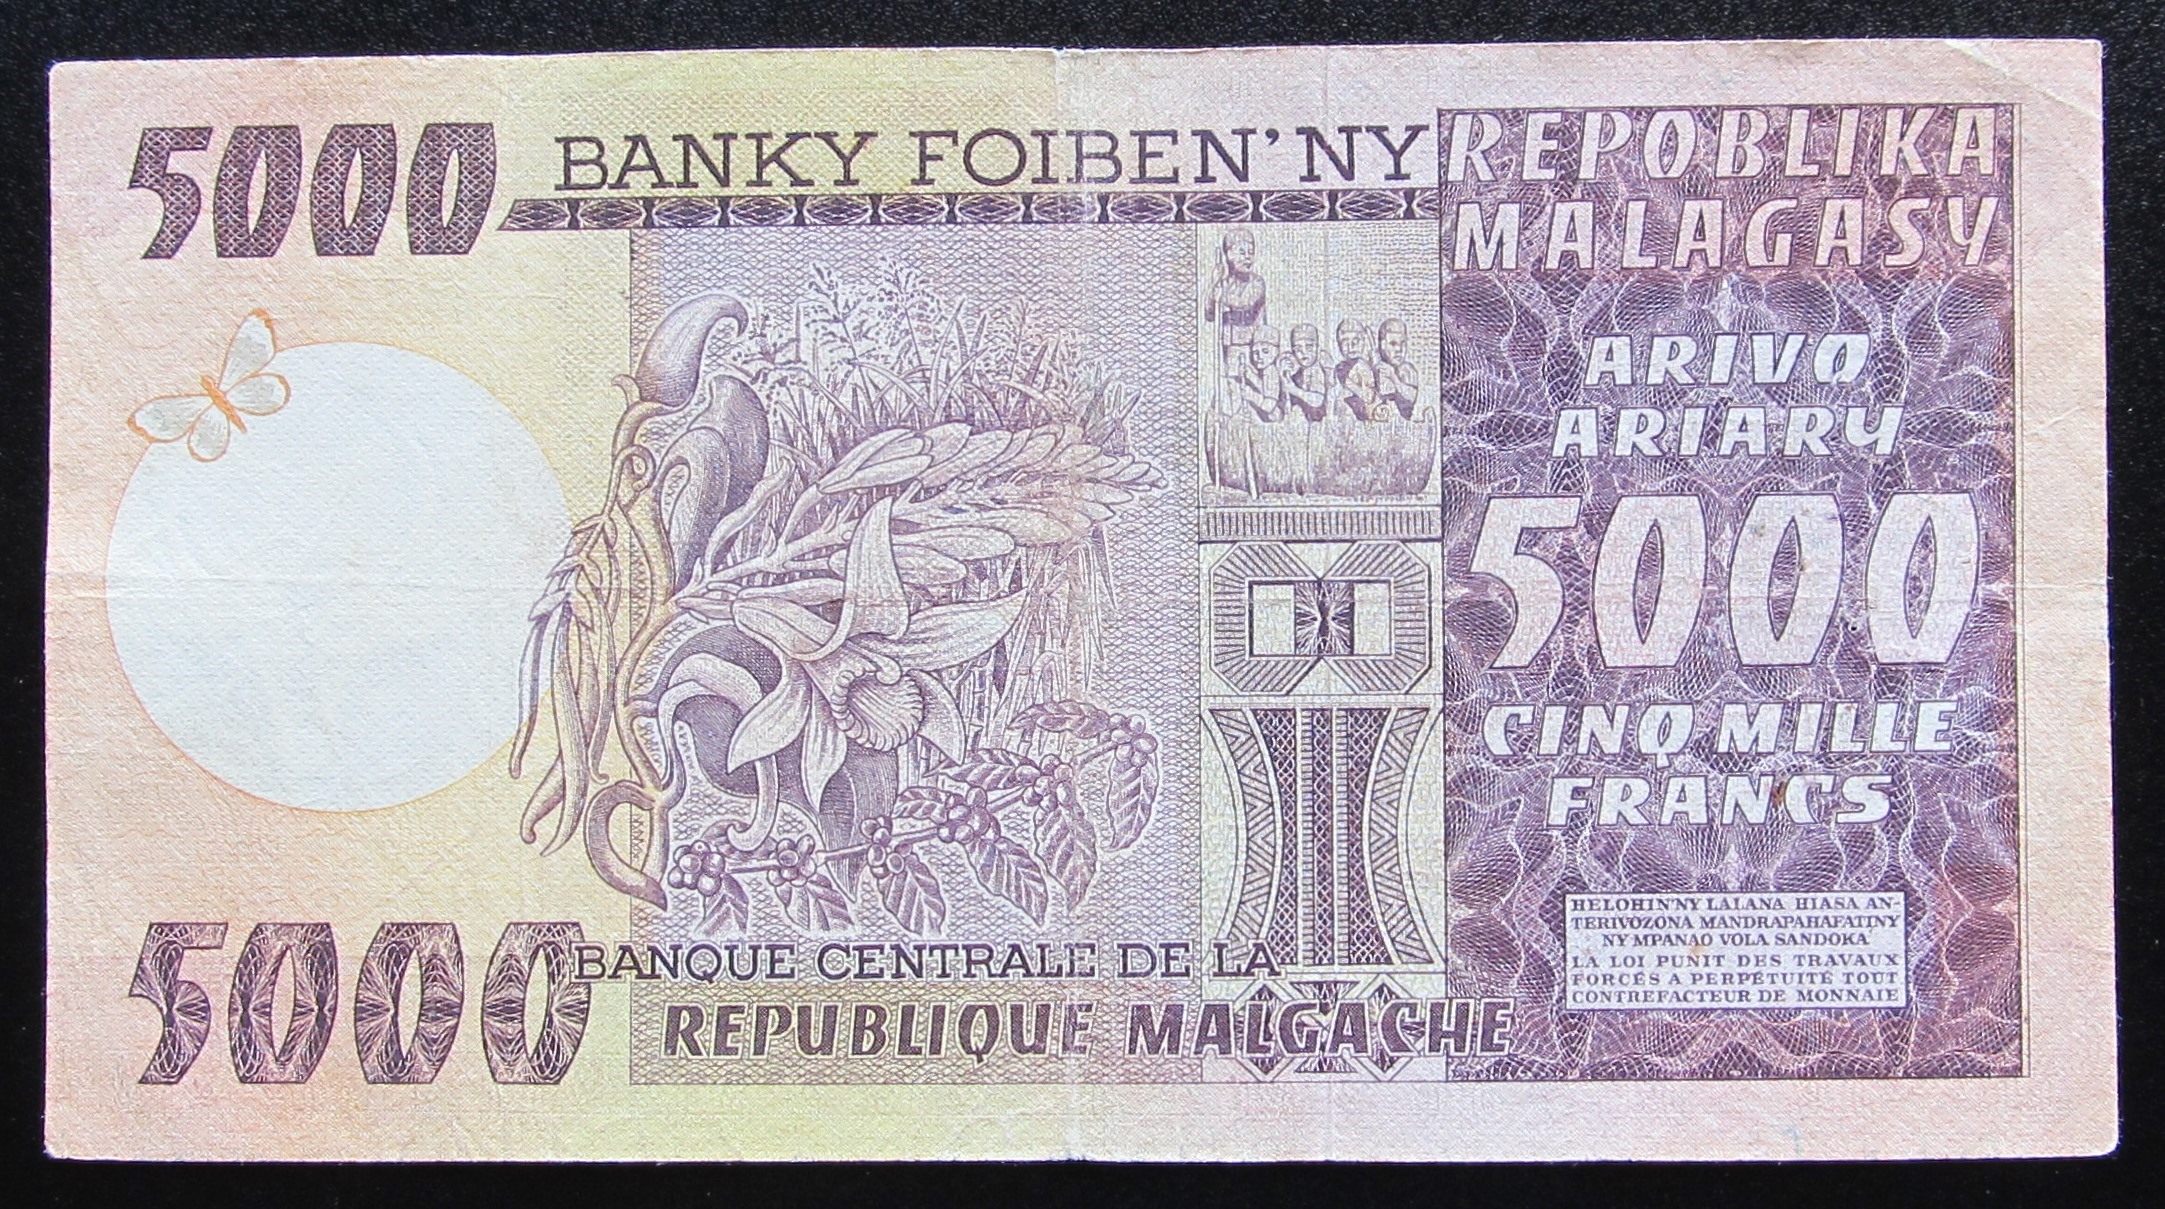 5000
BANKY FOIBEN'NY
REPOBLIKA
MALAGASY
ARIVO
ARIARY
5000
CINQ MILLE
FRANCS
HELOHIN'NY LALANA HIASA AN-
TERIVOZONA MANDRAPAHAFATINY
NY MPANAO VOLA SANDOKA
LA LOI PUNIT DES TRAVAUX
FORCÉS A PERPÉTUITÉ TOUT
CONTREFACTEUR DE MONNAIE
5000
BANQUE CENTRALE DE LA
REPUBLIQUE MALGACHE